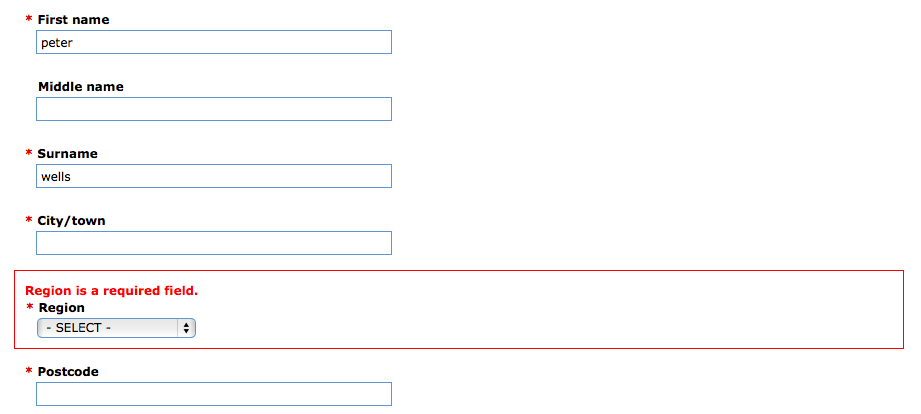 * First name
peter
Middle name
* Surname
wells
* City/town
Region is a required field.
* Region
- SELECT -
* Postcode